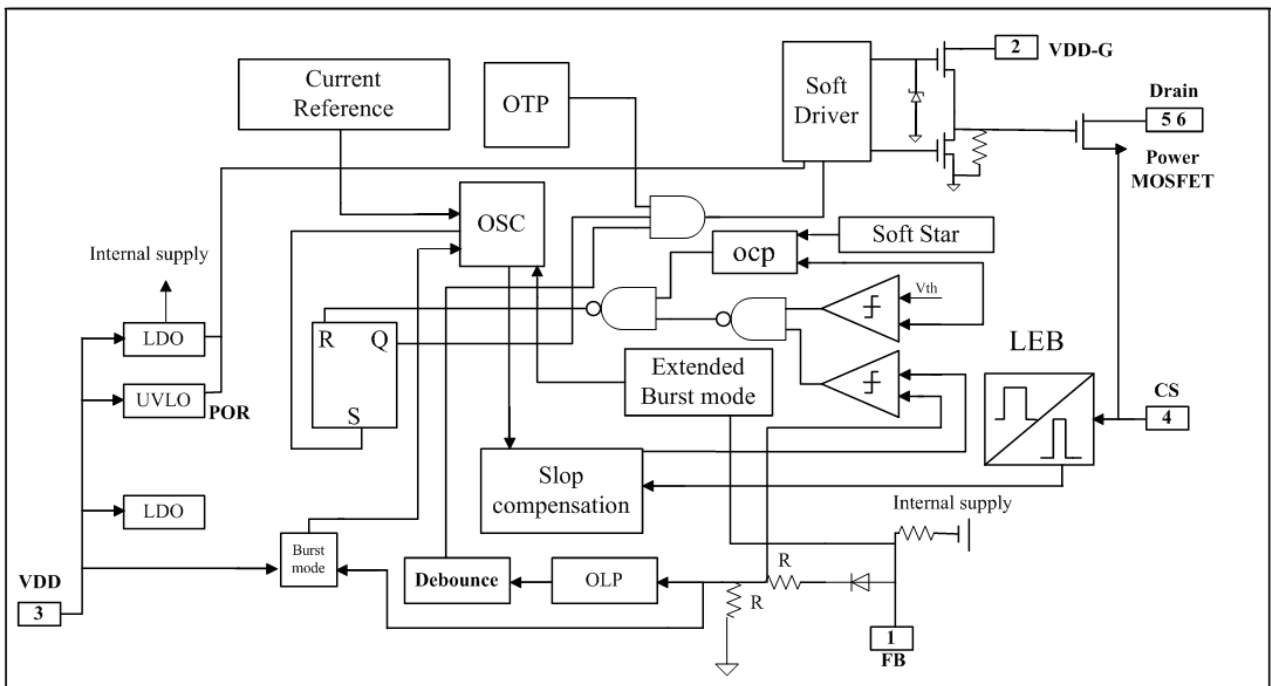 Current
Reference
OTP
Soft
Driver
2 VDD-G
Drain
5 6
Power
MOSFET
OSC
ocp
Soft Star
Internal supply
Vth
LDO
R Q
S
Extended
Burst mode
LEB
UVLO
POR
CS
4
Slop
compensation
LDO
Internal supply
Burst
mode
Debounce
OLP
R
R
VDD
3
1
FB